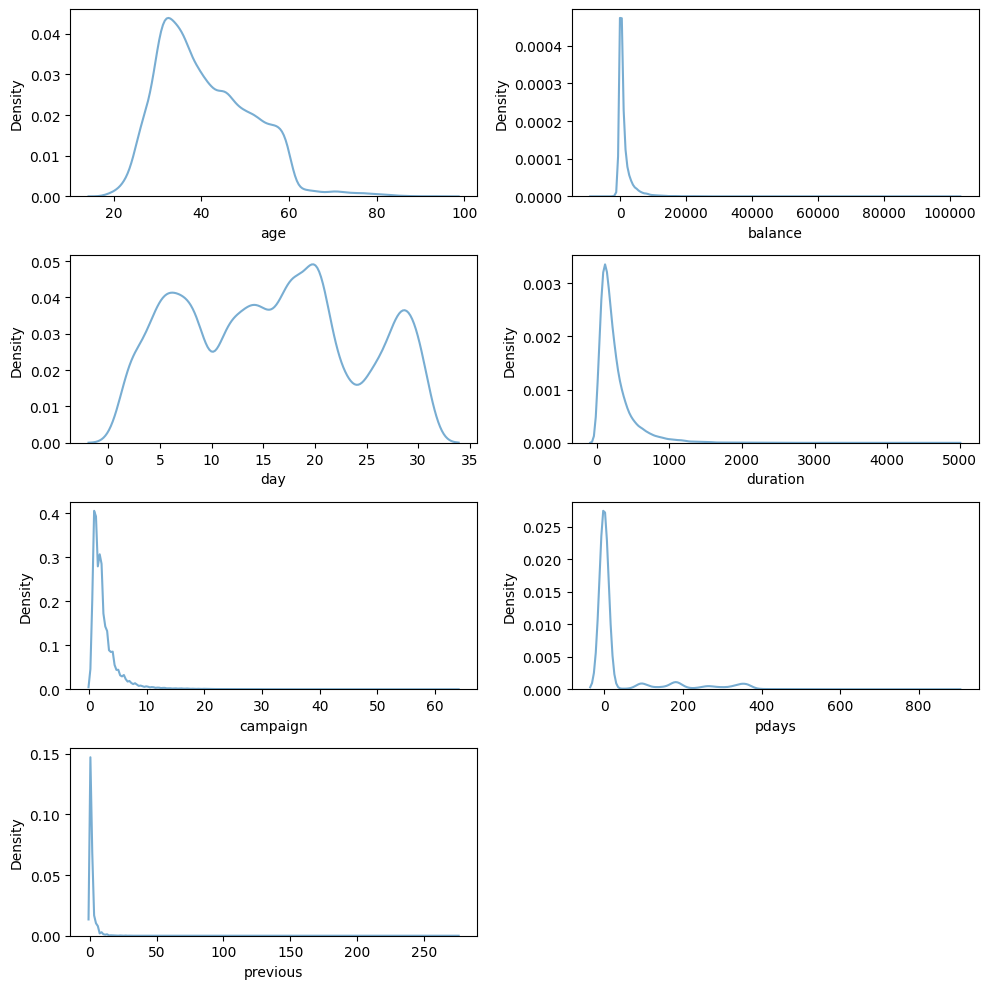 0.04
0.03
0.02
0.01
0.00
Density
20 40 60 80 100
age
0.0004
0.0003
0.0002
0.0001
0.0000
Density
0 20000 40000 60000 80000 100000
balance
0.05
0.04
0.03
0.02
0.01
0.00
Density
0 5 10 15 20 25 30 35
day
0.003
0.002
0.001
0.000
Density
0 1000 2000 3000 4000 5000
duration
0.4
0.3
0.2
0.1
0.0
Density
0 10 20 30 40 50 60
campaign
0.025
0.020
0.015
0.010
0.005
0.000
Density
0 200 400 600 800
pdays
0.15
0.10
0.05
0.00
Density
0 50 100 150 200 250
previous